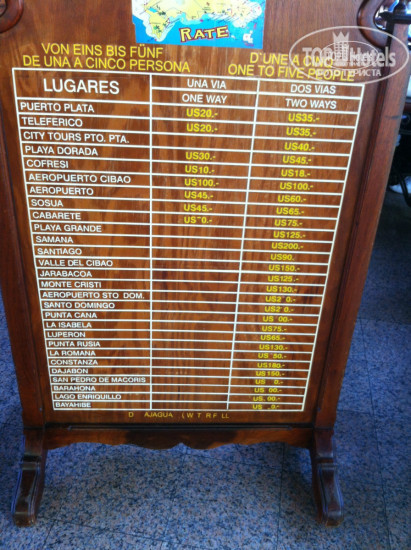 RATE
VON EINS BIS FÜNF
DE UNA A CINCO PERSONA
D'UNE A CINQ
ONE TO FIVE PEOPLE
LUGARES UNA VIA DOS VIAS
ONE WAY TWO WAYS
PUERTO PLATA US20.- US35.-
TELEFERICO US20.- US35.-
CITY TOURS PTO. PTA. US40.-
PLAYA DORADA US30.- US45.-
COFRESI US10.- US18.-
AEROPUERTO CIBAO US100.- US100.-
AEROPUERTO US45.- US60.-
SOSUA US45.- US65.-
CABARETE US75.-
PLAYA GRANDE US125.-
SAMANA US200.-
SANTIAGO US90.
VALLE DEL CIBAO US150.-
JARABACOA US125.-
MONTE CRISTI US130.-
AEROPUERTO STO. DOM.
SANTO DOMINGO
PUNTA CANA
LA ISABELA US75.-
LUPERON US65.-
PUNTA RUSIA US130.-
LA ROMANA
CONSTANZA US180.-
DAJABON US150.-
SAN PEDRO DE MACORIS
BARAHONA
LAGO ENRIQUILLO
BAYAHIBE
TopHotels